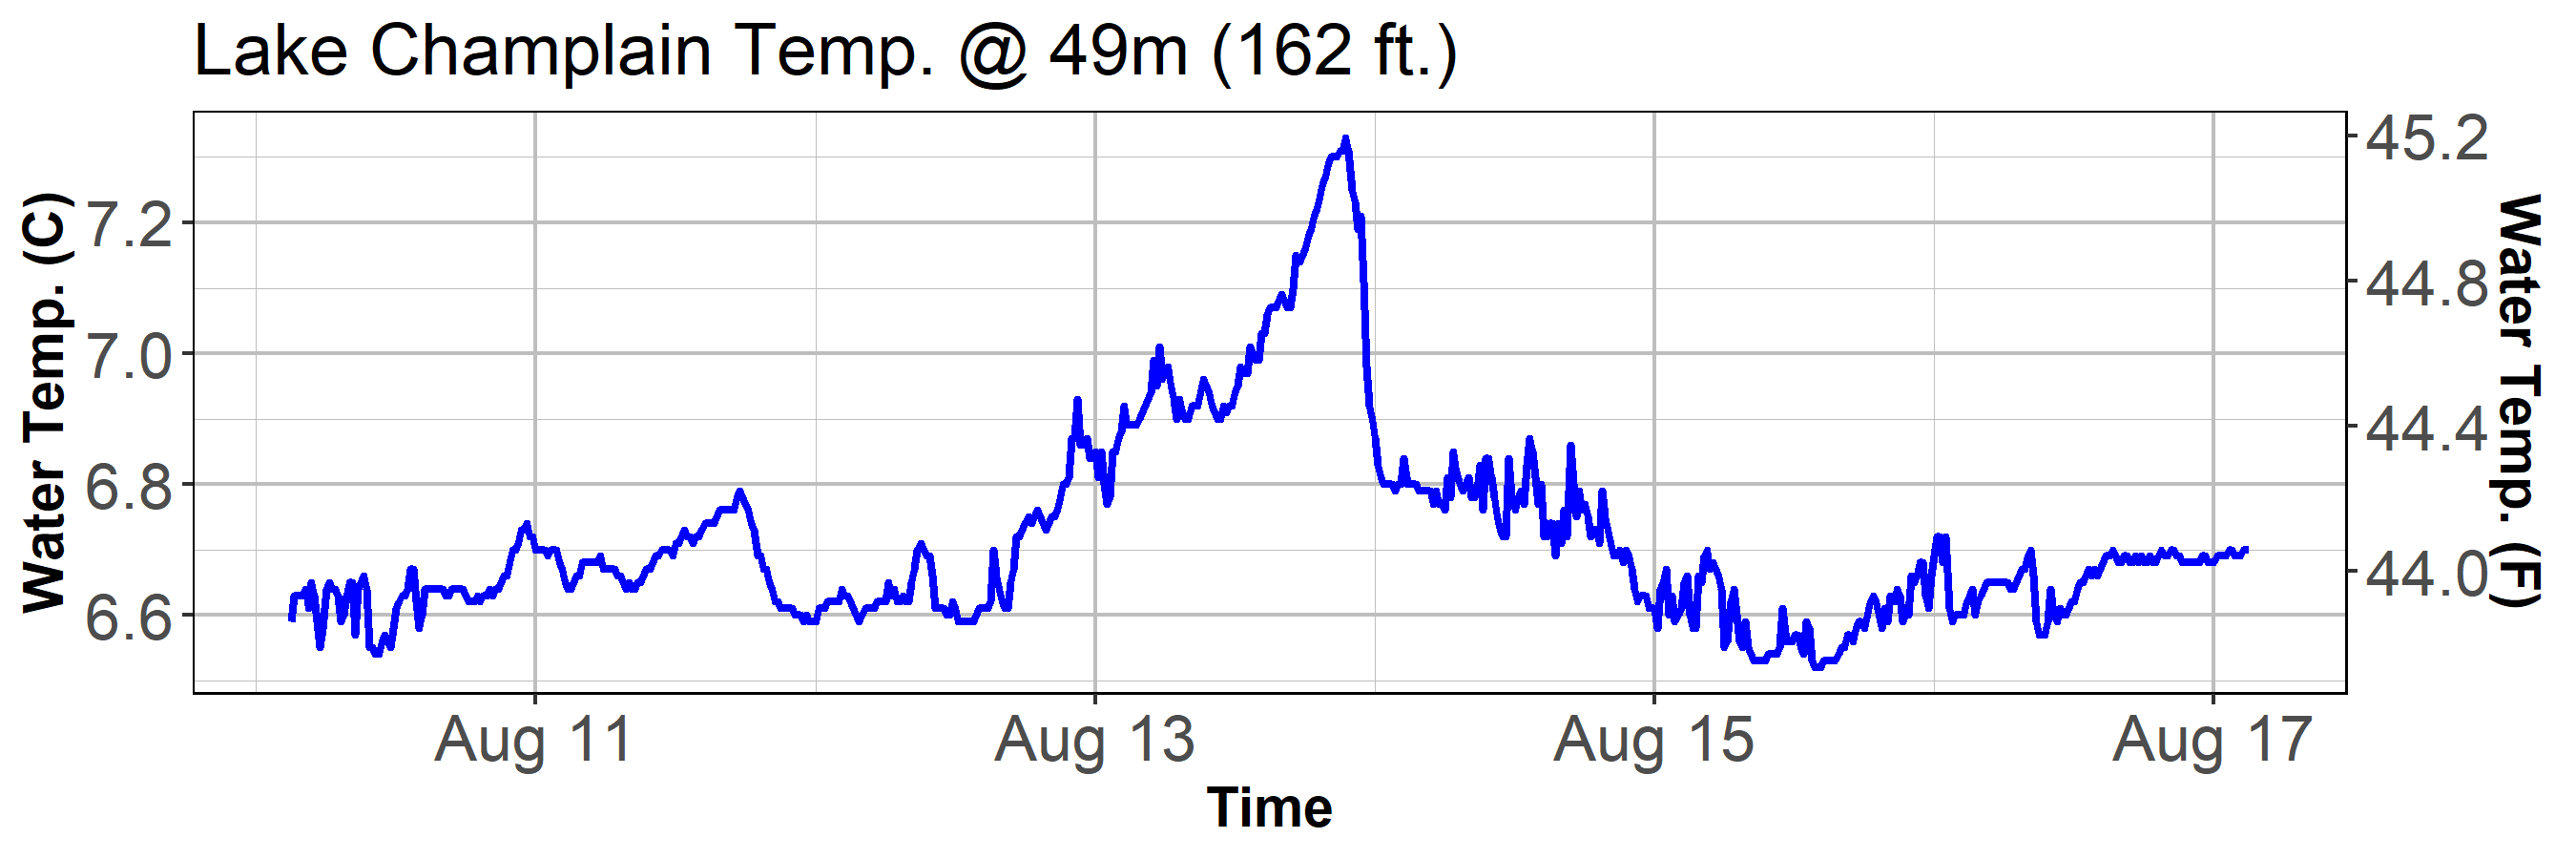 Lake Champlain Temp. @ 49m (162 ft.)
Water Temp. (C)
7.2
7.0
6.8
6.6
45.2
44.8
44.4
44.0
Water Temp. (F)
Aug 11
Aug 13
Aug 15
Aug 17
Time